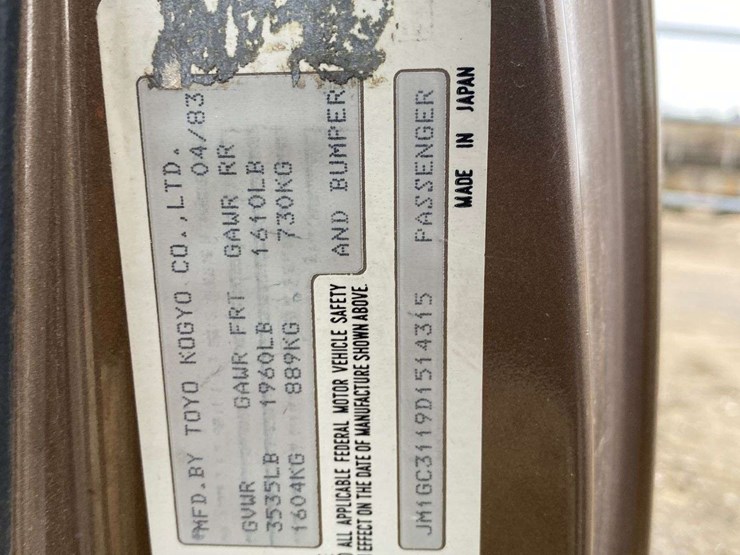 MFD.BY TOYO KOGYO CO.,LTD.
04/83
GVWR GAWR FRT GAWR RR
3535LB 1960LB 1610LB
1604KG 889KG 730KG
ALL APPLICABLE FEDERAL MOTOR VEHICLE SAFETY AND BUMPER
EFFECT ON THE DATE OF MANUFACTURE SHOWN ABOVE.
JM1GC3119D1514315 PASSENGER
MADE IN JAPAN